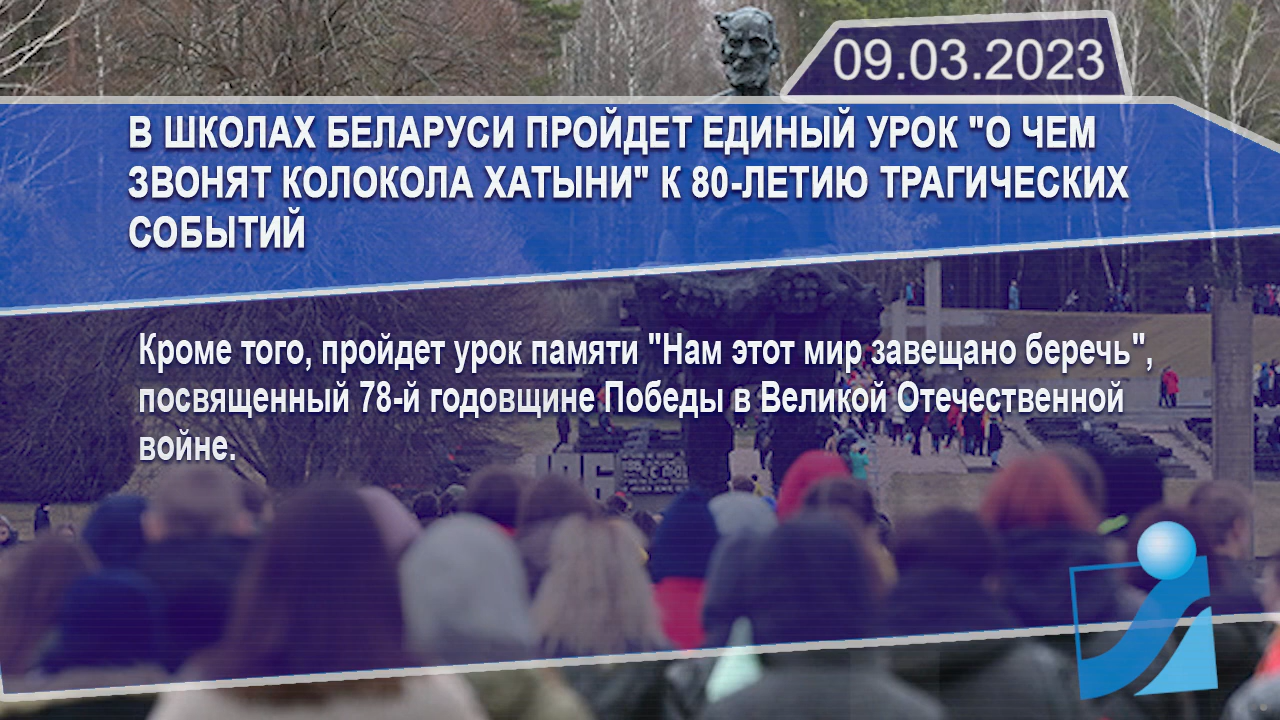 09.03.2023
В ШКОЛАХ БЕЛАРУСИ ПРОЙДЕТ ЕДИНЫЙ УРОК "О ЧЕМ
ЗВОНЯТ КОЛОКОЛА ХАТЫНИ" К 80-ЛЕТИЮ ТРАГИЧЕСКИХ
СОБЫТИЙ
Кроме того, пройдет урок памяти "Нам этот мир завещано беречь",
посвященный 78-й годовщине Победы в Великой Отечественной
войне.